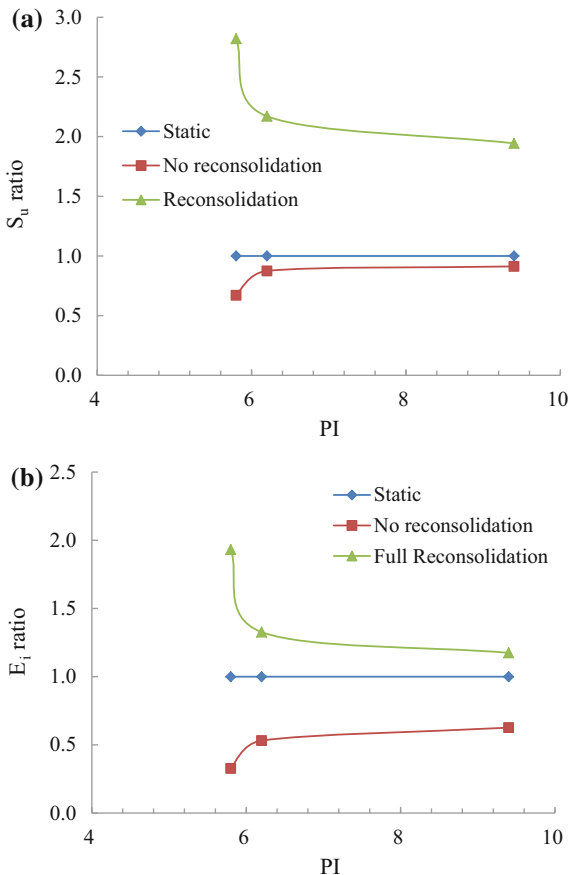 (a)
3.0
2.5
2.0
1.5
1.0
0.5
0.0
Sᵤ ratio
Static
No reconsolidation
Reconsolidation
4
6
8
10
PI
(b)
2.5
2.0
1.5
1.0
0.5
0.0
Eᵢ ratio
Static
No reconsolidation
Full Reconsolidation
4
6
8
10
PI